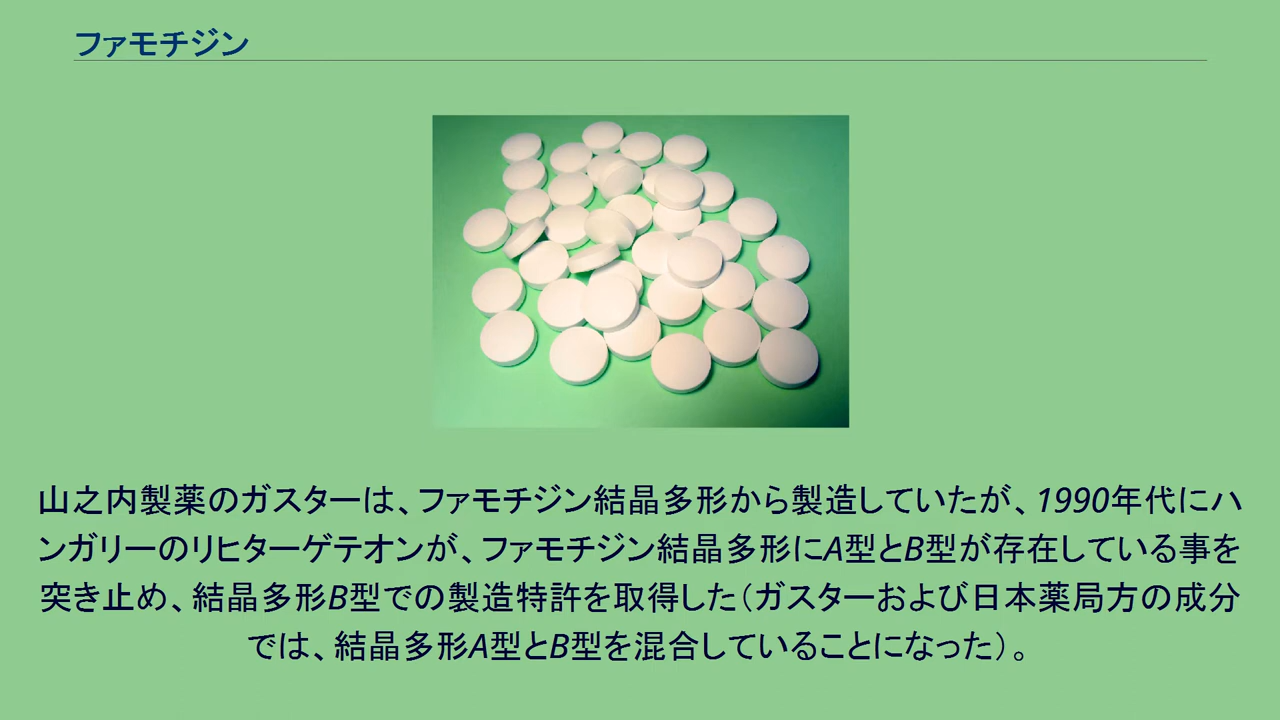 ファモチジン
山之内製薬のガスターは、ファモチジン結晶多形から製造していたが、1990年代にハ
ンガリーのリヒターゲデオンが、ファモチジン結晶多形にA型とB型が存在している事を
突き止め、結晶多形B型での製造特許を取得した（ガスターおよび日本薬局方の成分
では、結晶多形A型とB型を混合していることになった）。